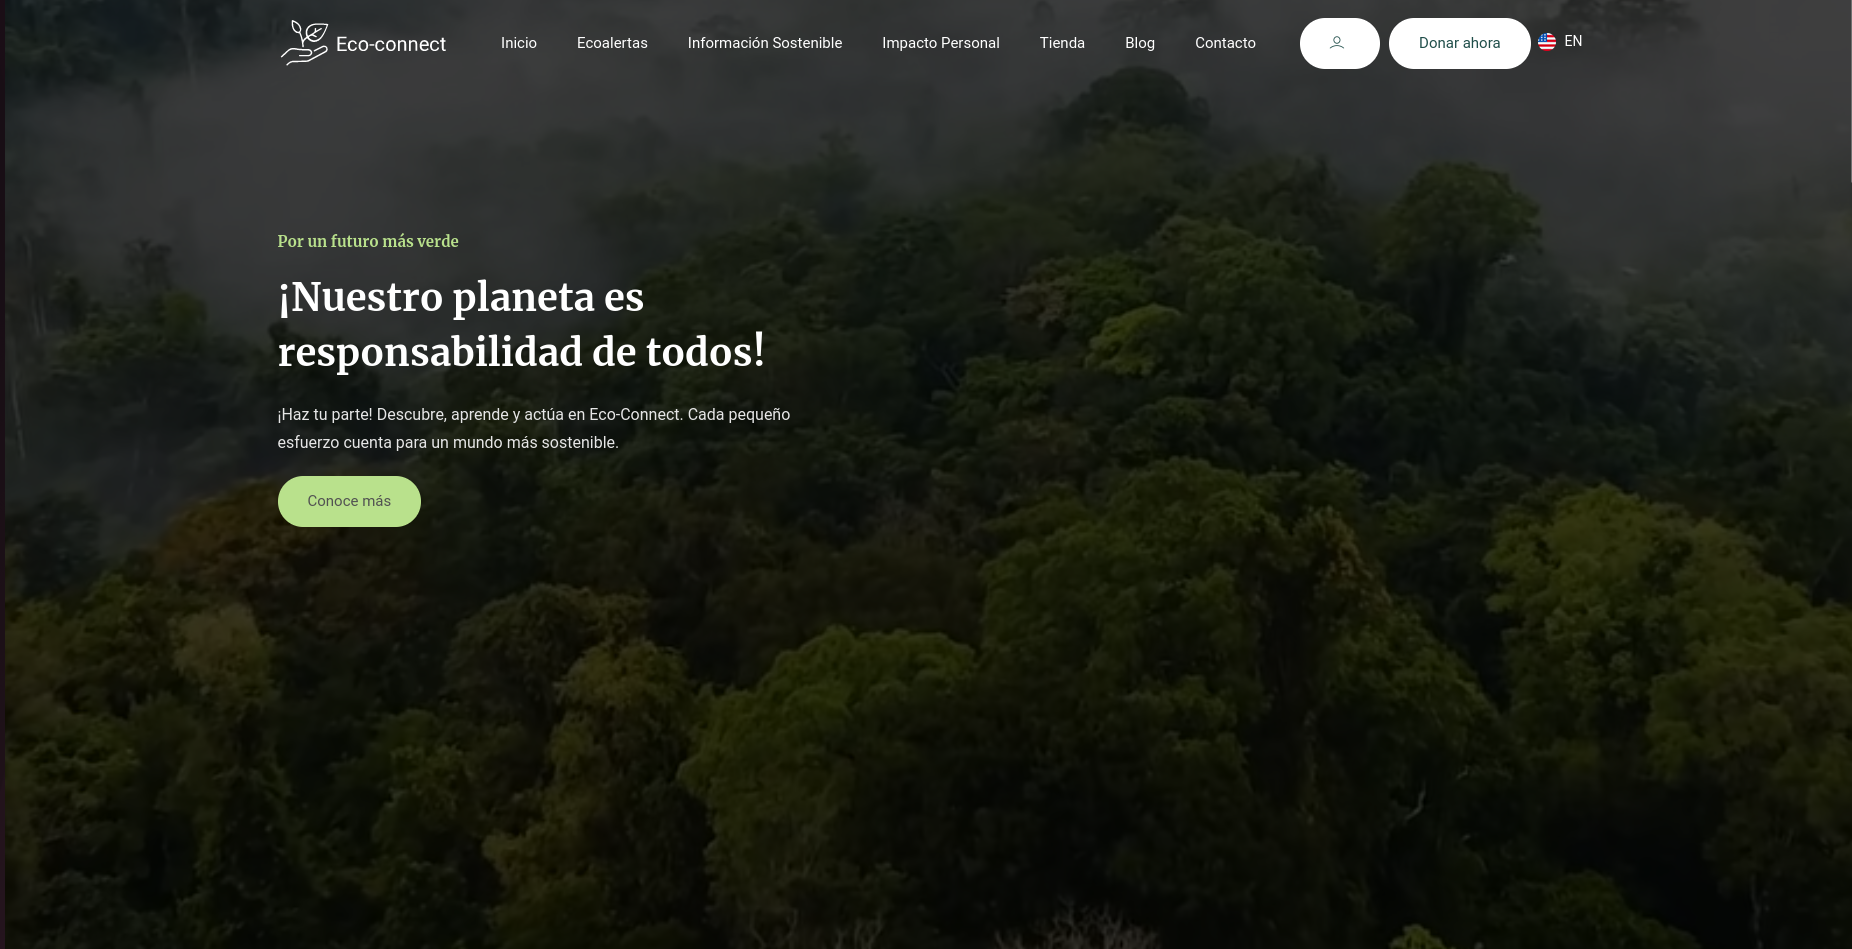 Eco-connect
Inicio
Ecoalertas
Información Sostenible
Impacto Personal
Tienda
Blog
Contacto
Donar ahora
EN
Por un futuro más verde
¡Nuestro planeta es
responsabilidad de todos!
¡Haz tu parte! Descubre, aprende y actúa en Eco-Connect. Cada pequeño
esfuerzo cuenta para un mundo más sostenible.
Conoce más